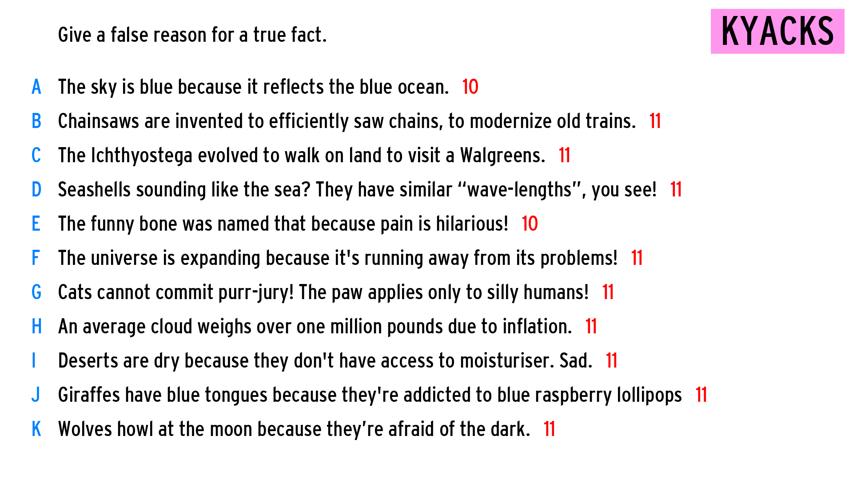 Give a false reason for a true fact.
KYACKS
A The sky is blue because it reflects the blue ocean. 10
B Chainsaws are invented to efficiently saw chains, to modernize old trains. 11
C The Ichthyostega evolved to walk on land to visit a Walgreens. 11
D Seashells sounding like the sea? They have similar “wave-lengths”, you see! 11
E The funny bone was named that because pain is hilarious! 10
F The universe is expanding because it's running away from its problems! 11
G Cats cannot commit purr-jury! The paw applies only to silly humans! 11
H An average cloud weighs over one million pounds due to inflation. 11
I Deserts are dry because they don't have access to moisturiser. Sad. 11
J Giraffes have blue tongues because they're addicted to blue raspberry lollipops 11
K Wolves howl at the moon because they’re afraid of the dark. 11